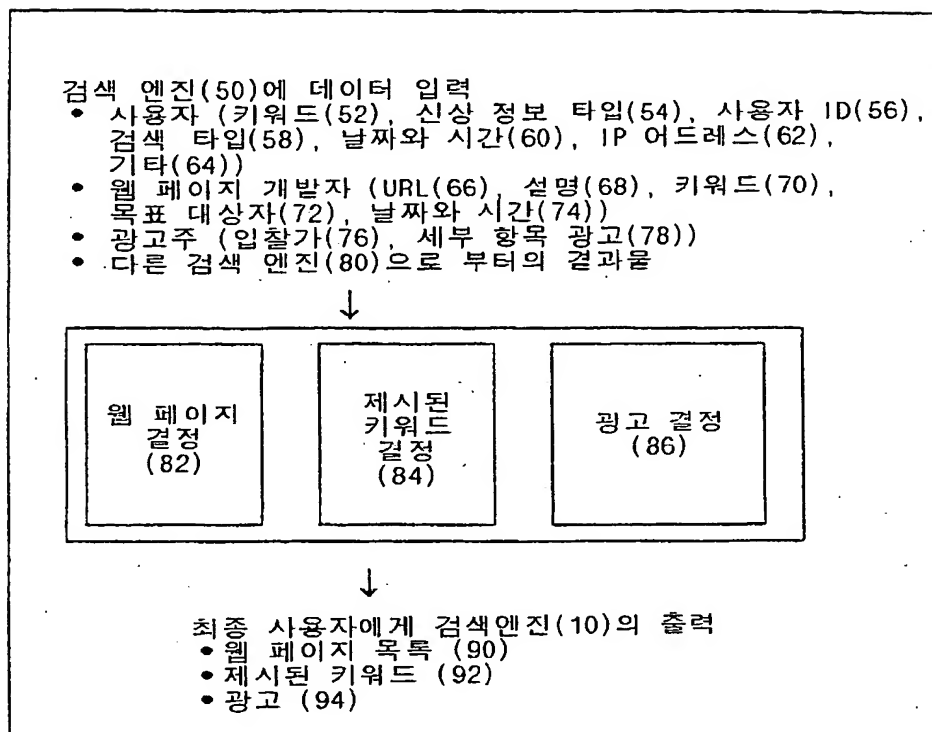 검색 엔진(50)에 데이터 입력
• 사용자 (키워드(52), 신상 정보 타입(54), 사용자 ID(56),
검색 타입(58), 날짜와 시간(60), IP 어드레스(62),
기타(64))
• 웹 페이지 개발자 (URL(66), 설명(68), 키워드(70),
목표 대상자(72), 날짜와 시간(74))
• 광고주 (입찰가(76), 세부 항목 광고(78))
• 다른 검색 엔진(80)으로 부터의 결과물
↓
웹 페이지
결정
(82)
제시된
키워드
결정
(84)
광고 결정
(86)
↓
최종 사용자에게 검색엔진(10)의 출력
• 웹 페이지 목록 (90)
• 제시된 키워드 (92)
• 광고 (94)